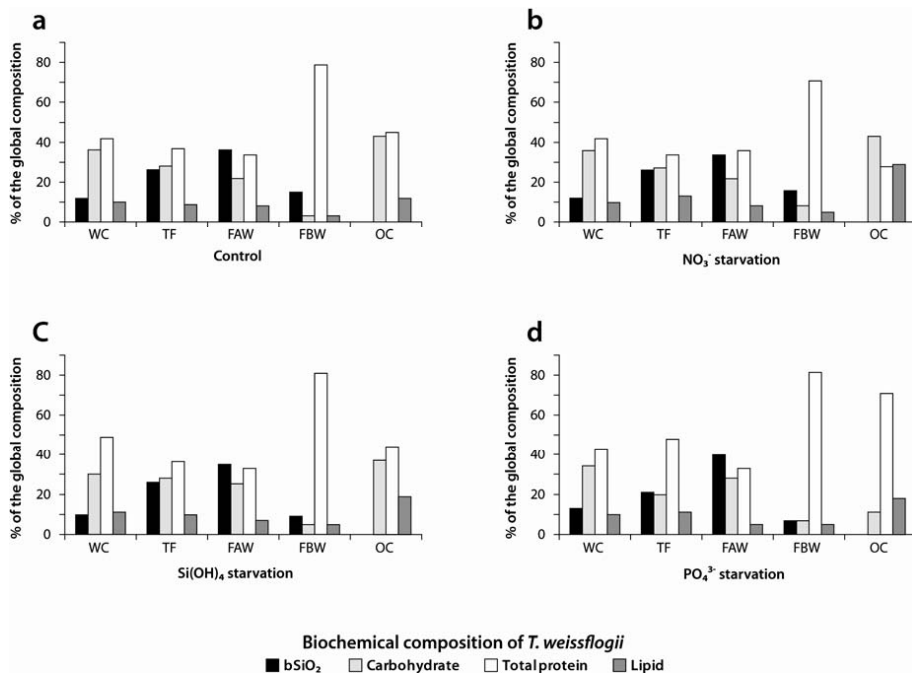 a
% of the global composition
80
60
40
20
0
WC TF FAW FBW OC
Control
b
% of the global composition
80
60
40
20
0
WC TF FAW FBW OC
NO₃⁻ starvation
C
% of the global composition
80
60
40
20
0
WC TF FAW FBW OC
Si(OH)₄ starvation
d
% of the global composition
80
60
40
20
0
WC TF FAW FBW OC
PO₄³⁻ starvation
Biochemical composition of T. weissflogii
bSiO₂ Carbohydrate Total protein Lipid